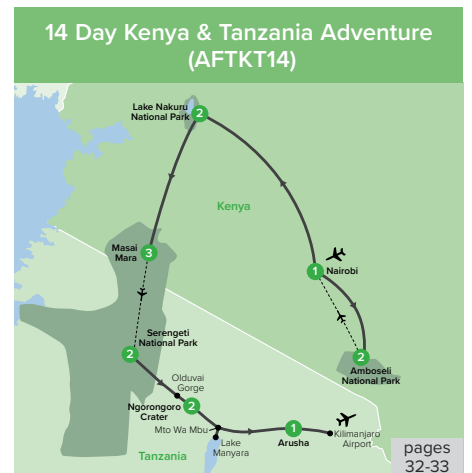 14 Day Kenya & Tanzania Adventure
(AFTKT14)
Lake Nakuru
National Park
2
Kenya
Masai
Mara
3
1
Nairobi
Serengeti
National Park
2
2
Amboseli
National Park
Olduvai
Gorge
Ngorongoro
Crater
2
Mto Wa Mbu
Lake
Manyara
1
Arusha
Kilimanjaro
Airport
Tanzania
pages
32-33